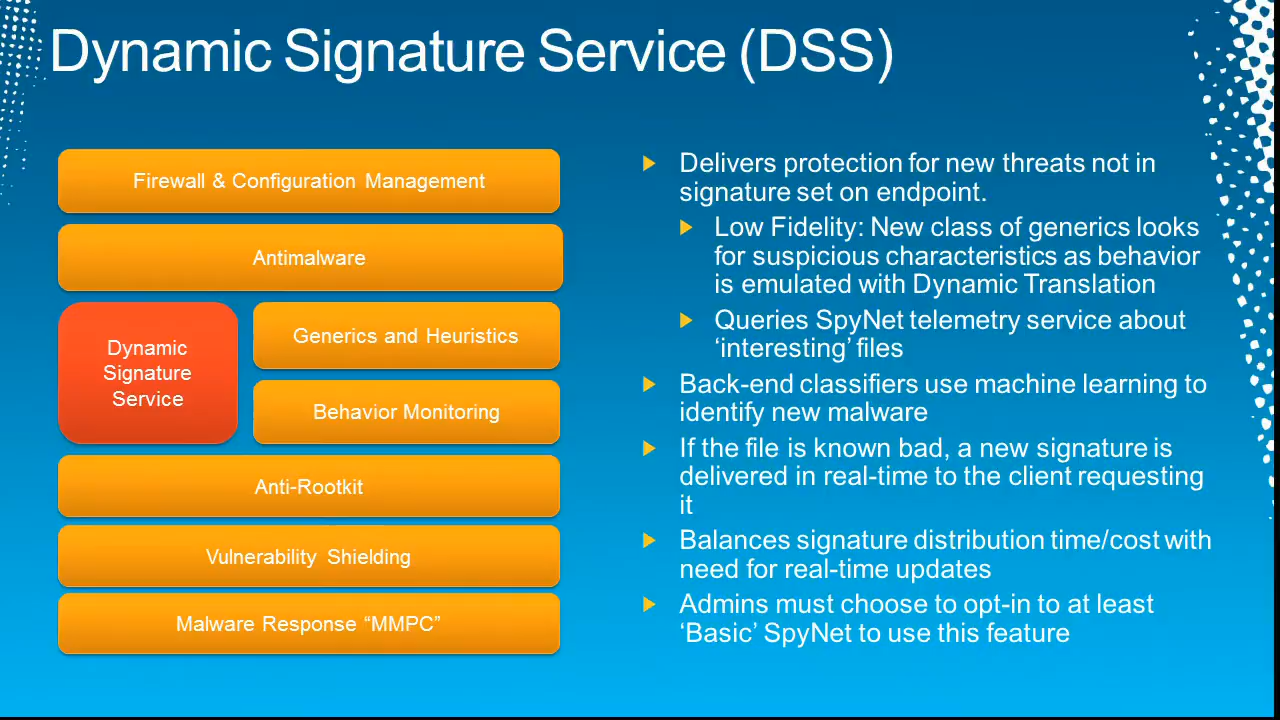 Dynamic Signature Service (DSS)
Firewall & Configuration Management
Antimalware
Dynamic
Signature
Service
Generics and Heuristics
Behavior Monitoring
Anti-Rootkit
Vulnerability Shielding
Malware Response “MMPC”
Delivers protection for new threats not in
signature set on endpoint.
Low Fidelity: New class of generics looks
for suspicious characteristics as behavior
is emulated with Dynamic Translation
Queries SpyNet telemetry service about
‘interesting’ files
Back-end classifiers use machine learning to
identify new malware
If the file is known bad, a new signature is
delivered in real-time to the client requesting
it
Balances signature distribution time/cost with
need for real-time updates
Admins must choose to opt-in to at least
‘Basic’ SpyNet to use this feature